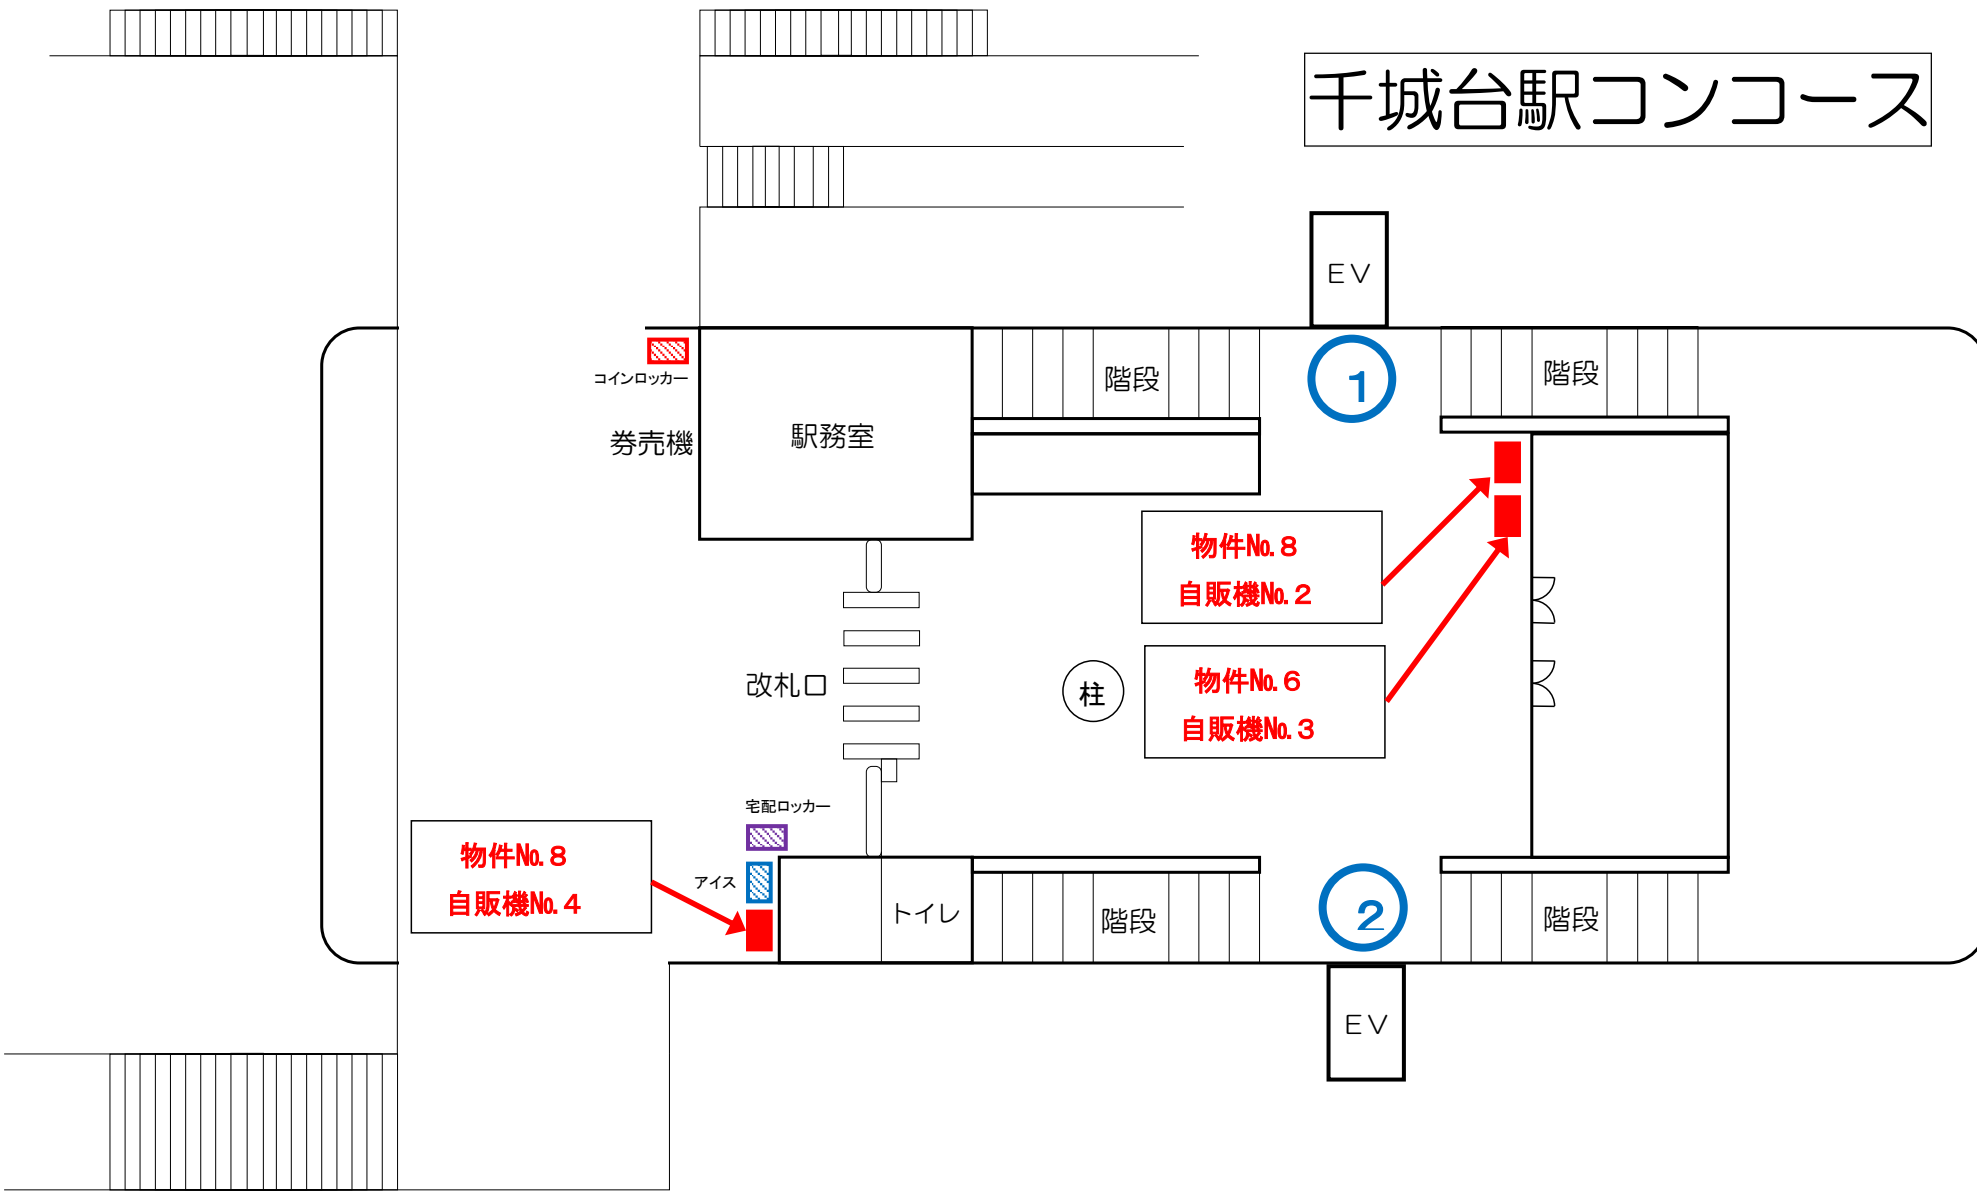 千城台駅コンコース
EV
コインロッカー
券売機
駅務室
階段
1
階段
物件No.8
自販機No.2
物件No.6
自販機No.3
改札口
柱
宅配ロッカー
アイス
物件No.8
自販機No.4
トイレ
階段
2
階段
EV